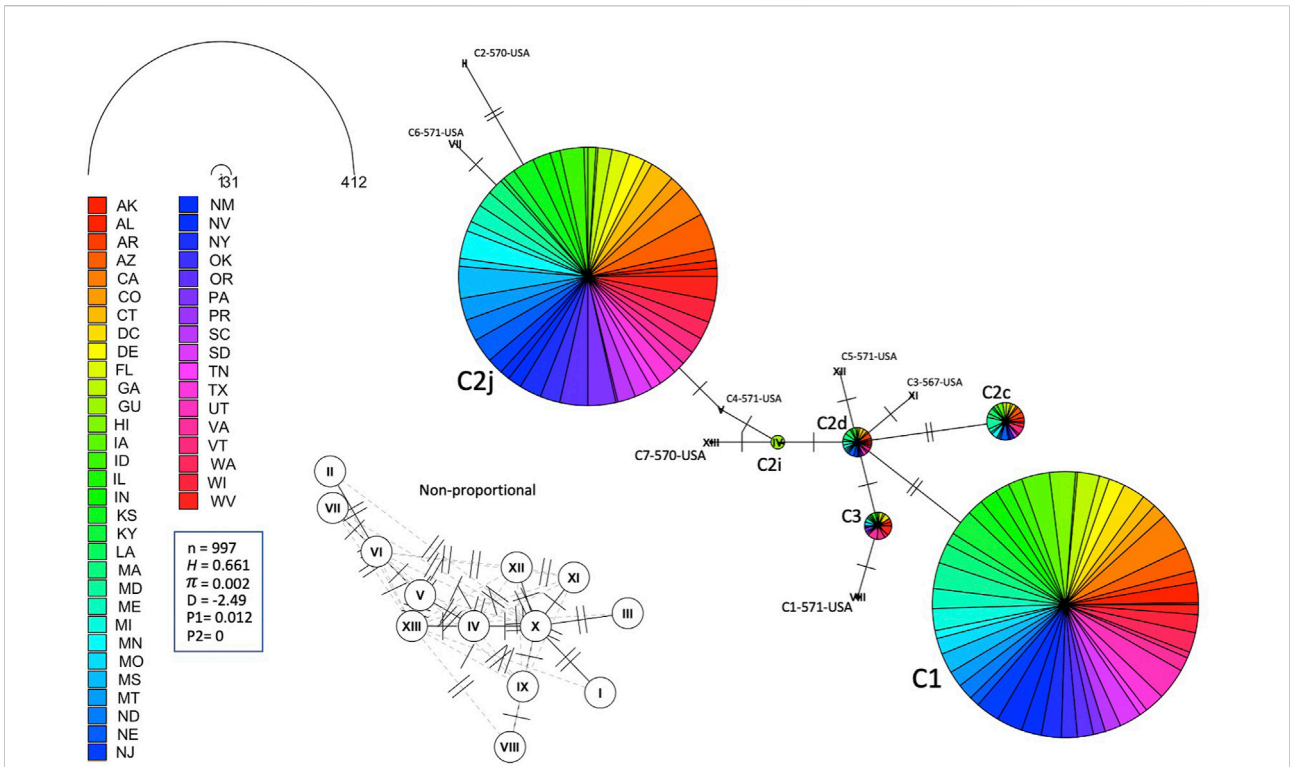 C2-570-USA
II
C6-571-USA
VII
131
412
AK
AL
AR
AZ
CA
CO
CT
DC
DE
FL
GA
GU
HI
IA
ID
IL
IN
KS
KY
LA
MA
MD
ME
MI
MN
MO
MS
MT
ND
NE
NJ
NM
NV
NY
OK
OR
PA
PR
SC
SD
TN
TX
UT
VA
VT
WA
WI
WV
n = 997
H = 0.661
π = 0.002
D = -2.49
P1= 0.012
P2= 0
C2j
C5-571-USA
XII
C3-567-USA
XI
C4-571-USA
V
C2c
C2d
C7-570-USA
XIII
IV
C2i
C3
C1-571-USA
VIII
C1
Non-proportional
II
VII
VI
XII
XI
V
III
XIII
IV
X
IX
I
VIII